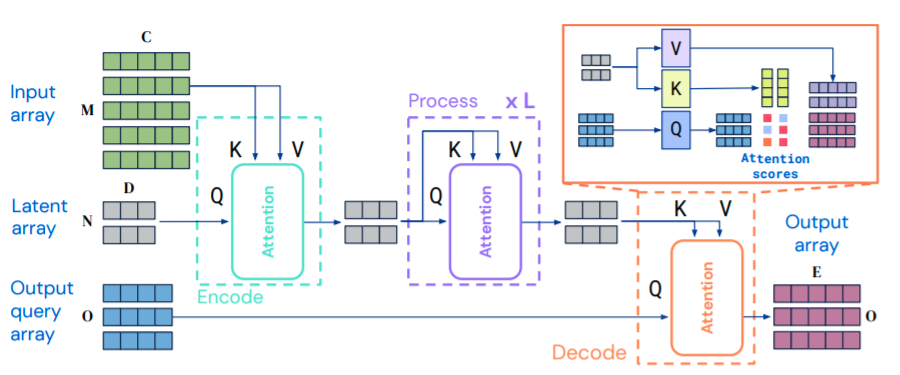 C
Input
array
M
K
V
Q
Attention
Encode
D
Latent
array
N
Process
x L
K
V
Q
Attention
V
K
Q
Attention
scores
K
V
Q
Attention
Decode
Output
array
E
O
Output
query
array
O